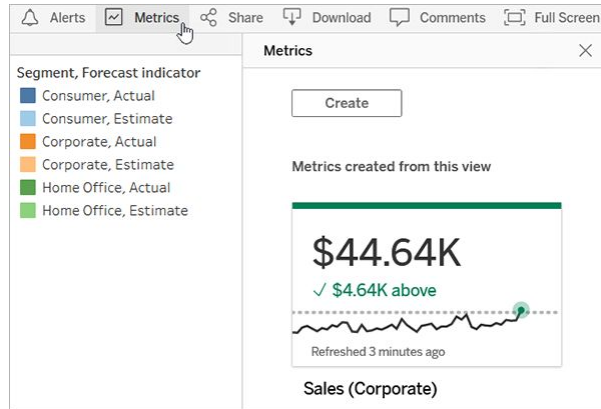 Alerts Metrics Share Download Comments Full Screen
Metrics
Segment, Forecast indicator
Consumer, Actual
Consumer, Estimate
Corporate, Actual
Corporate, Estimate
Home Office, Actual
Home Office, Estimate
Create
Metrics created from this view
$44.64K
$4.64K above
Refreshed 3 minutes ago
Sales (Corporate)